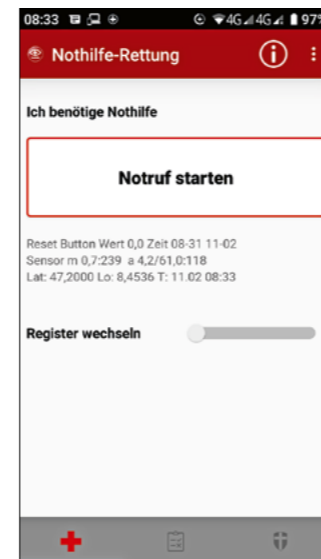 08:33 4G 4G 97%
Nothilfe-Rettung
Ich benötige Nothilfe
Notruf starten
Reset Button Wert 0,0 Zeit 08-31 11-02
Sensor m 0,7:239 a 4,2/61,0:118
Lat: 47,2000 Lo: 8,4536 T: 11.02 08:33
Register wechseln